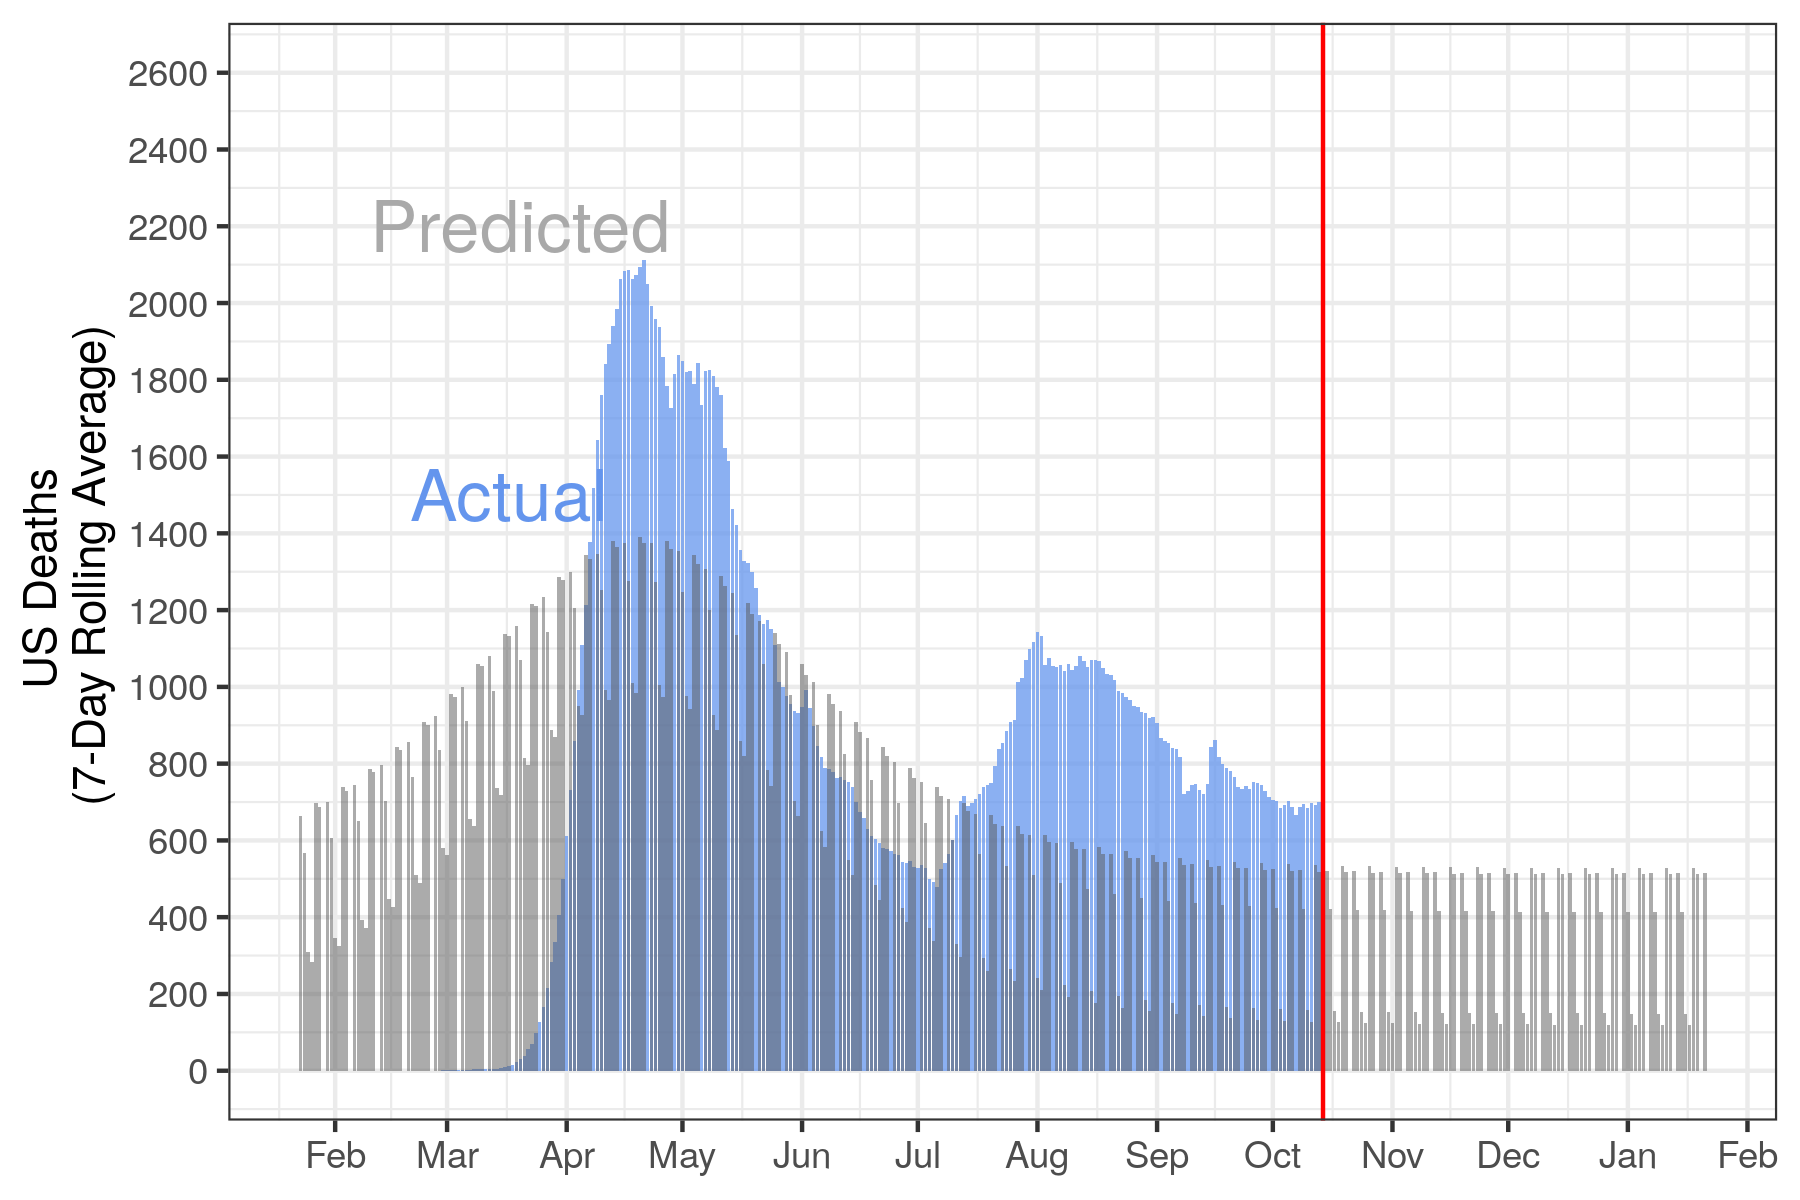 2600
2400
2200
2000
1800
1600
1400
1200
1000
800
600
400
200
0
US Deaths
(7-Day Rolling Average)
Predicted
Actual
Feb Mar Apr May Jun Jul Aug Sep Oct Nov Dec Jan Feb